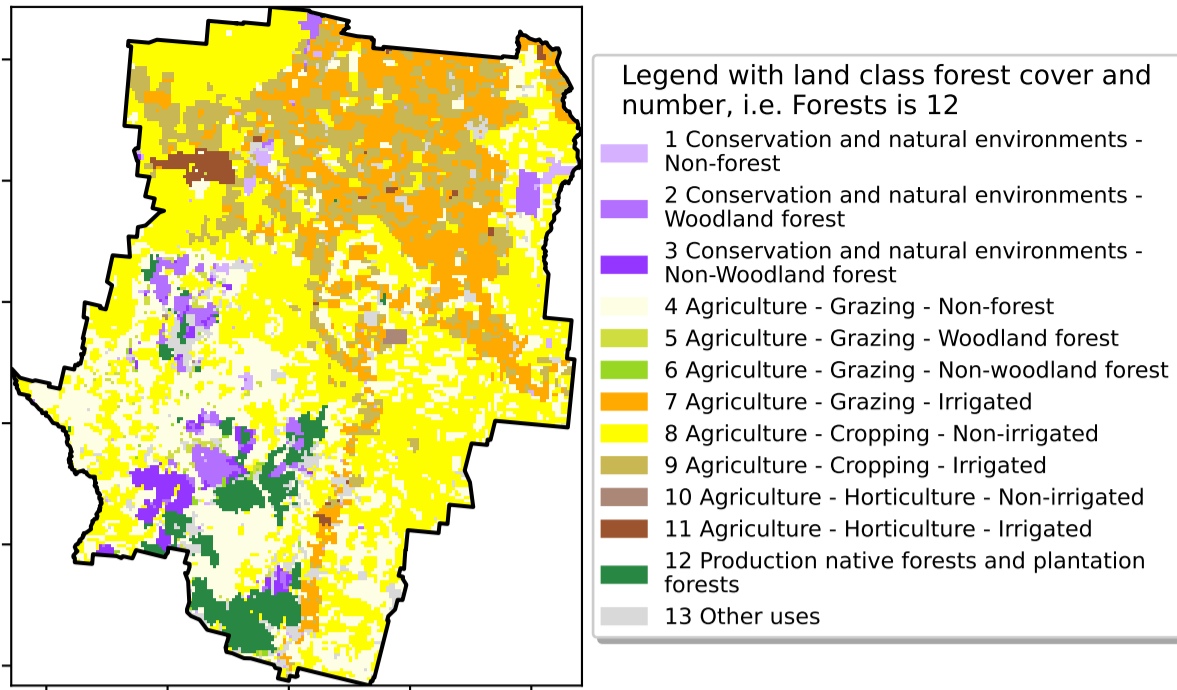 Legend with land class forest cover and
number, i.e. Forests is 12
1 Conservation and natural environments -
Non-forest
2 Conservation and natural environments -
Woodland forest
3 Conservation and natural environments -
Non-Woodland forest
4 Agriculture - Grazing - Non-forest
5 Agriculture - Grazing - Woodland forest
6 Agriculture - Grazing - Non-woodland forest
7 Agriculture - Grazing - Irrigated
8 Agriculture - Cropping - Non-irrigated
9 Agriculture - Cropping - Irrigated
10 Agriculture - Horticulture - Non-irrigated
11 Agriculture - Horticulture - Irrigated
12 Production native forests and plantation
forests
13 Other uses